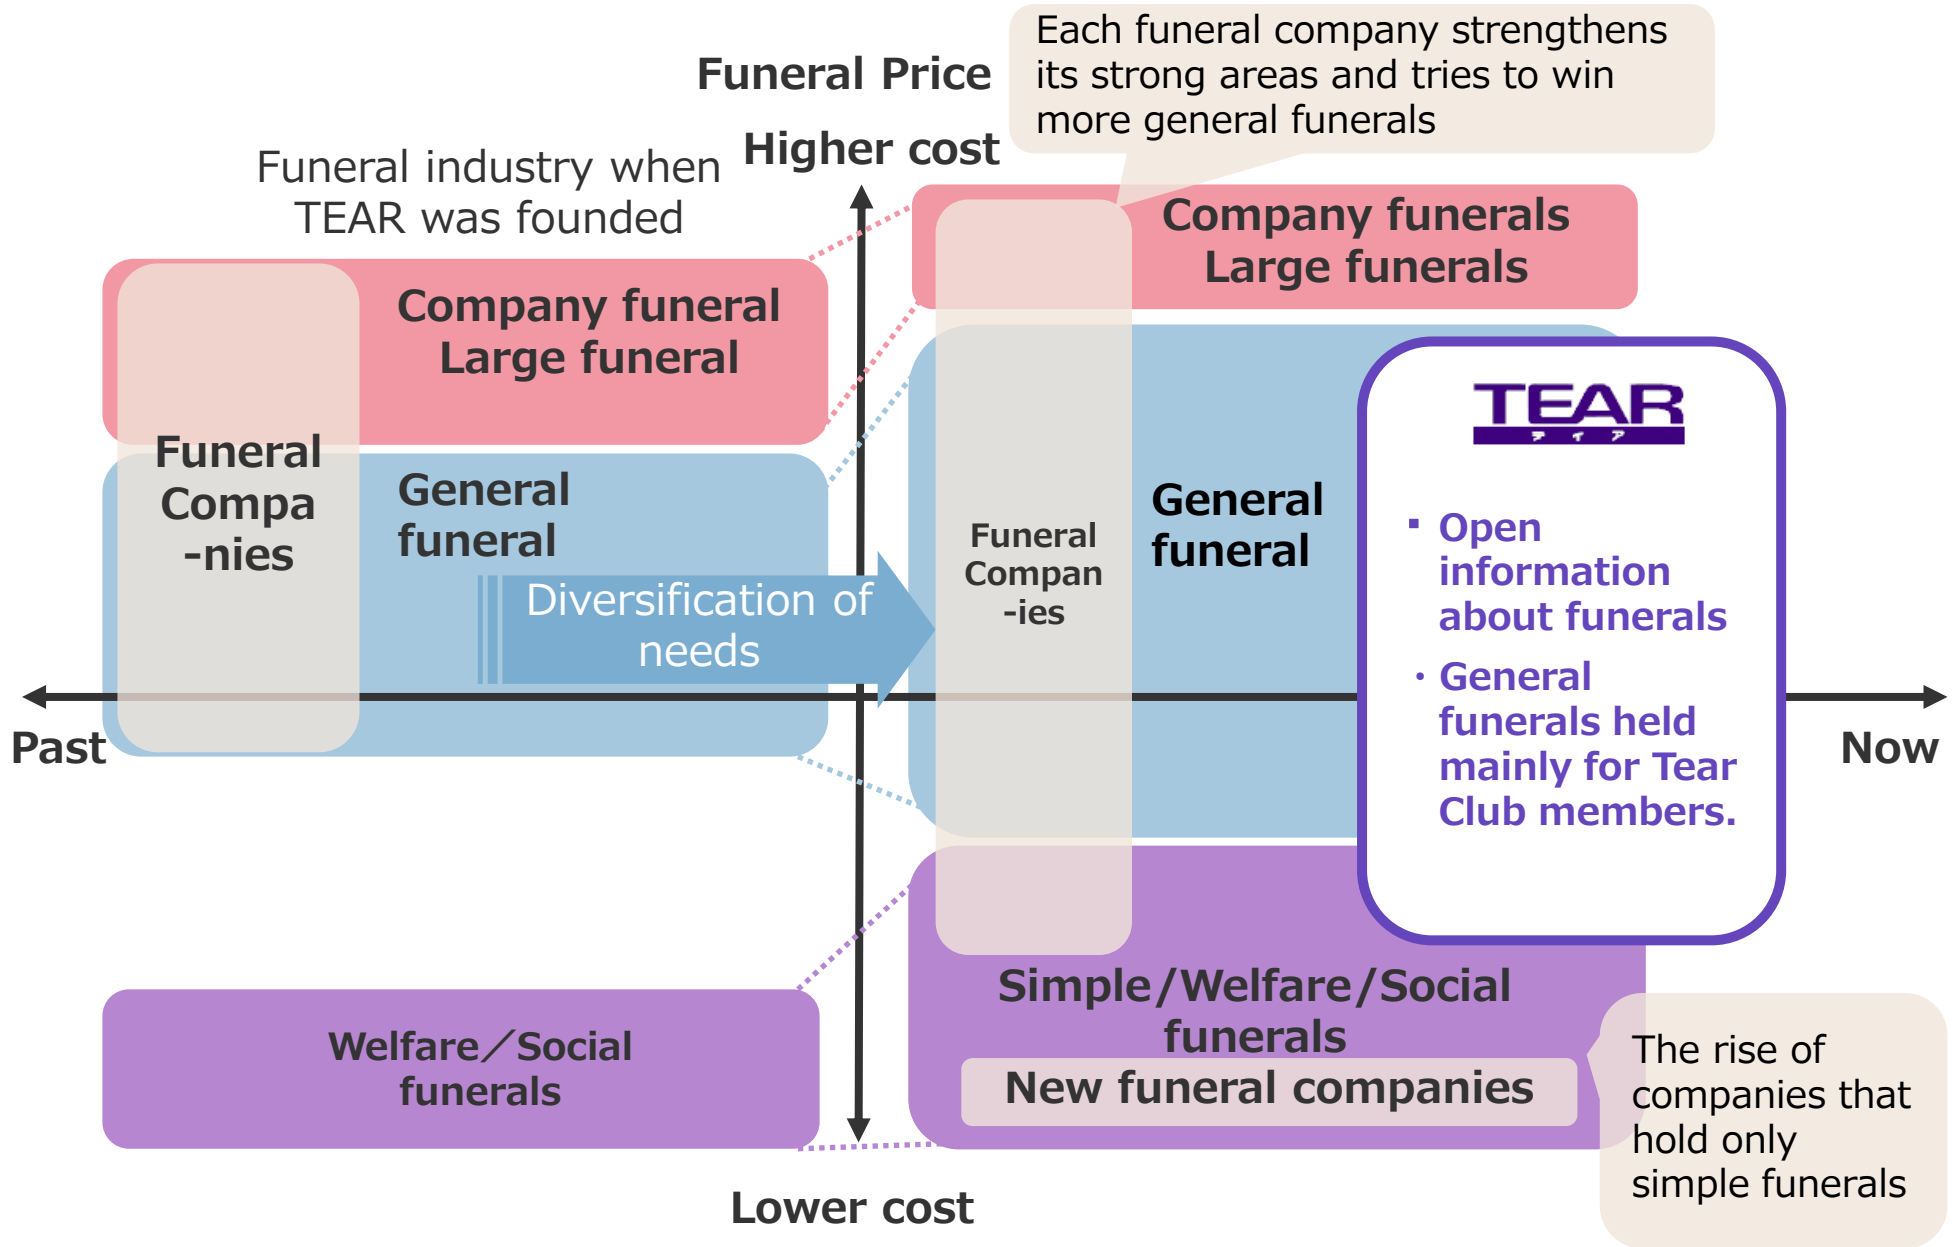 Funeral Price
Higher cost
Each funeral company strengthens
its strong areas and tries to win
more general funerals
Funeral industry when
TEAR was founded
Company funeral
Large funeral
Funeral
Compa
-nies
General
funeral
Diversification of
needs
Past
Welfare／Social
funerals
Lower cost
Company funerals
Large funerals
Funeral
Compan
-ies
General
funeral
TEAR
ティア
▪ Open
information
about funerals
・General
funerals held
mainly for Tear
Club members.
Now
Simple/Welfare/Social
funerals
New funeral companies
The rise of
companies that
hold only
simple funerals